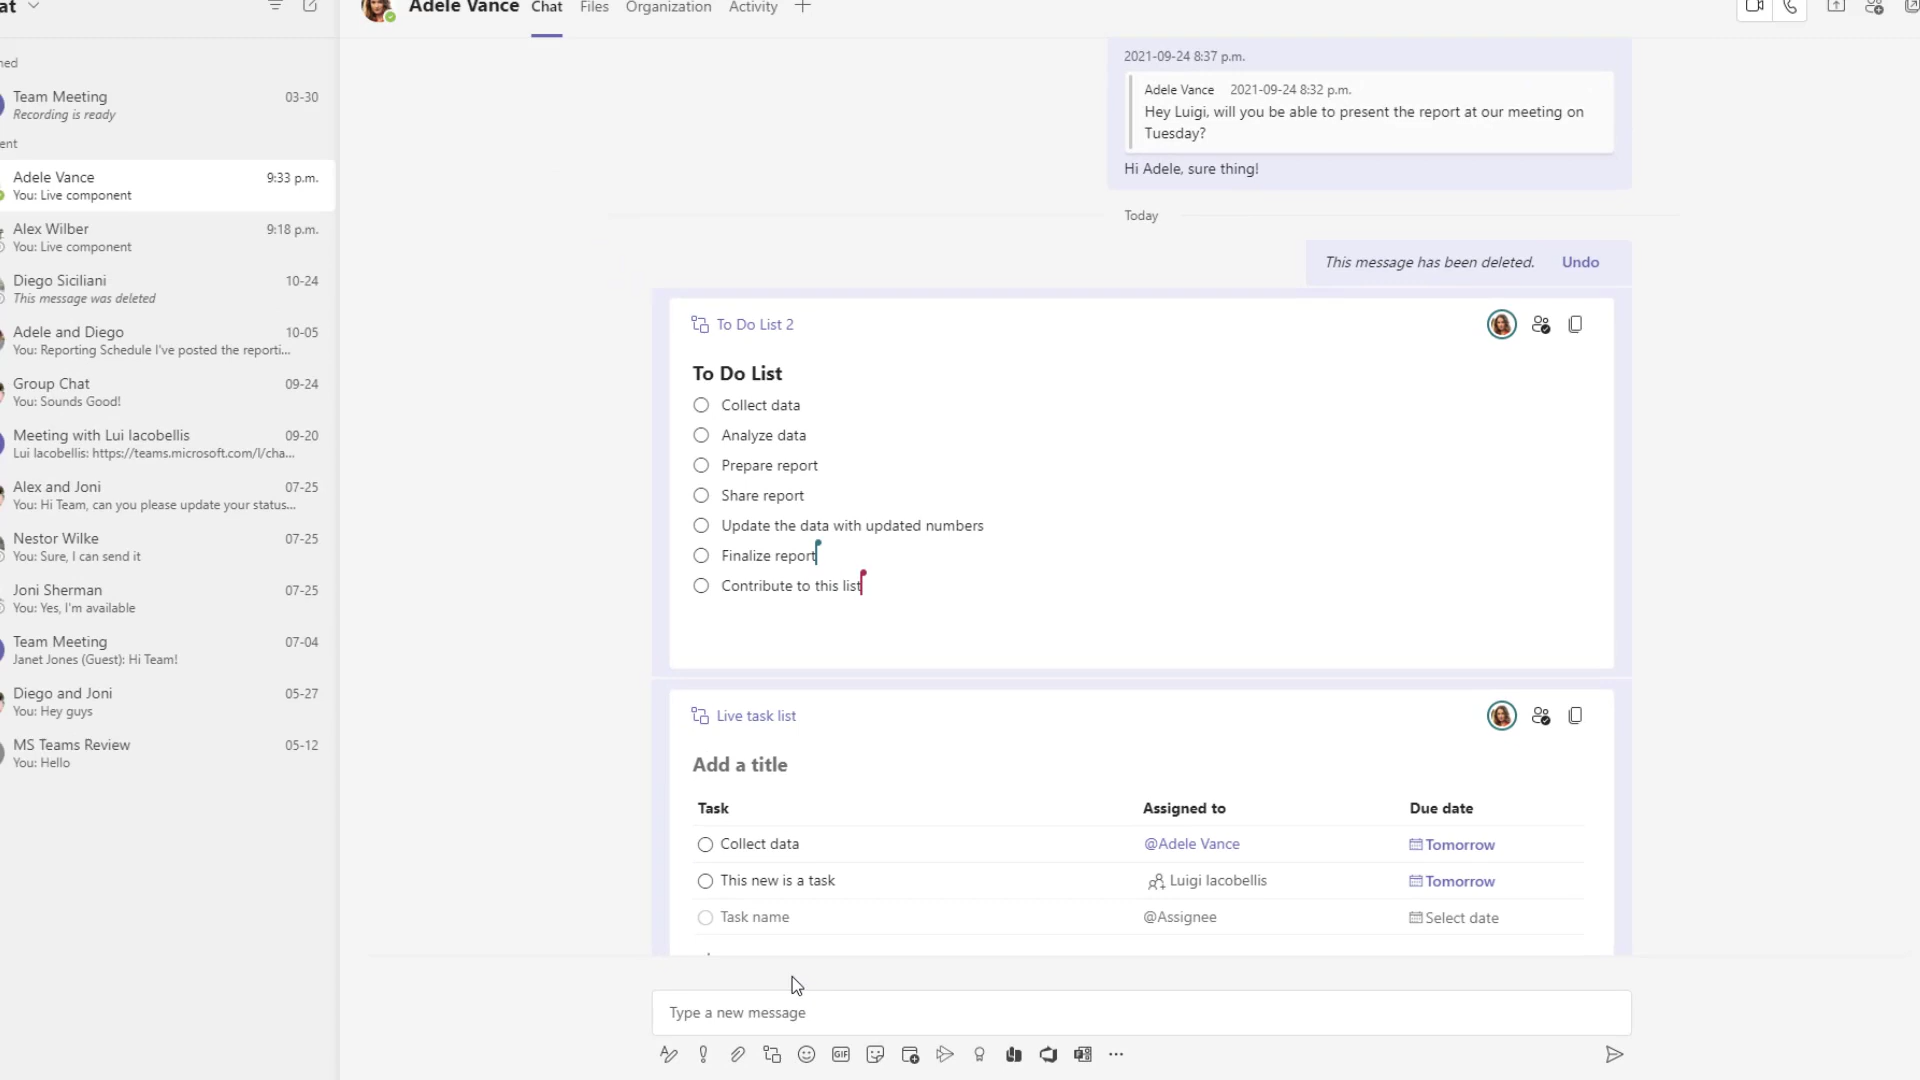 at
ned
Team Meeting 03-30
Recording is ready
ent
Adele Vance 9:33 p.m.
You: Live component
Alex Wilber 9:18 p.m.
You: Live component
Diego Siciliani 10-24
This message was deleted
Adele and Diego 10-05
You: Reporting Schedule I've posted the reporti...
Group Chat 09-24
You: Sounds Good!
Meeting with Lui Iacobellis 09-20
Lui Iacobellis: https://teams.microsoft.com/l/cha...
Alex and Joni 07-25
You: Hi Team, can you please update your status...
Nestor Wilke 07-25
You: Sure, I can send it
Joni Sherman 07-25
You: Yes, I'm available
Team Meeting 07-04
Janet Jones (Guest): Hi Team!
Diego and Joni 05-27
You: Hey guys
MS Teams Review 05-12
You: Hello
Adele Vance Chat Files Organization Activity
2021-09-24 8:37 p.m.
Adele Vance 2021-09-24 8:32 p.m.
Hey Luigi, will you be able to present the report at our meeting on
Tuesday?
Hi Adele, sure thing!
Today
This message has been deleted. Undo
To Do List 2
To Do List
Collect data
Analyze data
Prepare report
Share report
Update the data with updated numbers
Finalize report
Contribute to this list
Live task list
Add a title
Task Assigned to Due date
Collect data @Adele Vance Tomorrow
This new is a task Luigi Iacobellis Tomorrow
Task name @Assignee Select date
Type a new message
GIF